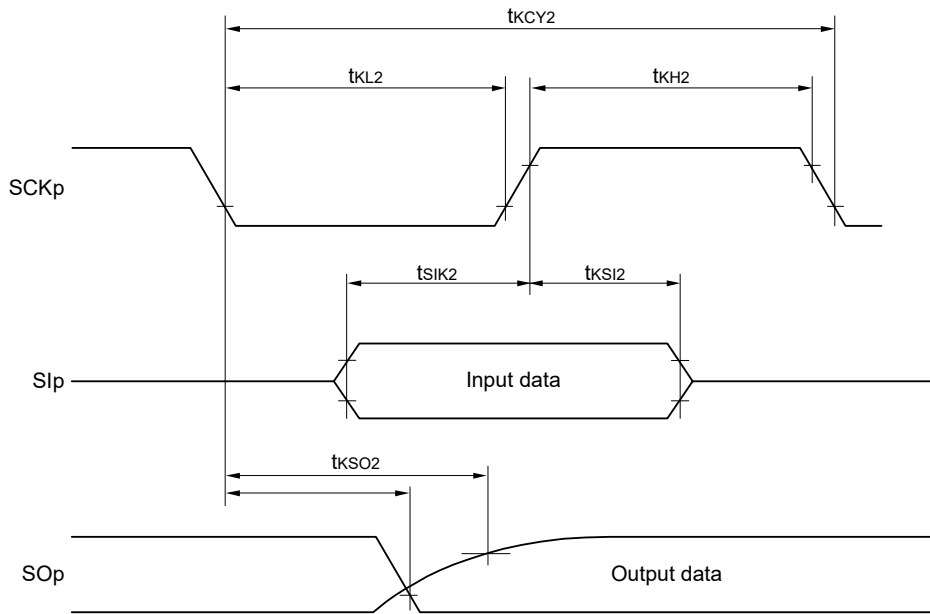 tKCY2
tKL2
tKH2
SCKp
tSIK2
tKSI2
SIp
Input data
tKSO2
SOp
Output data